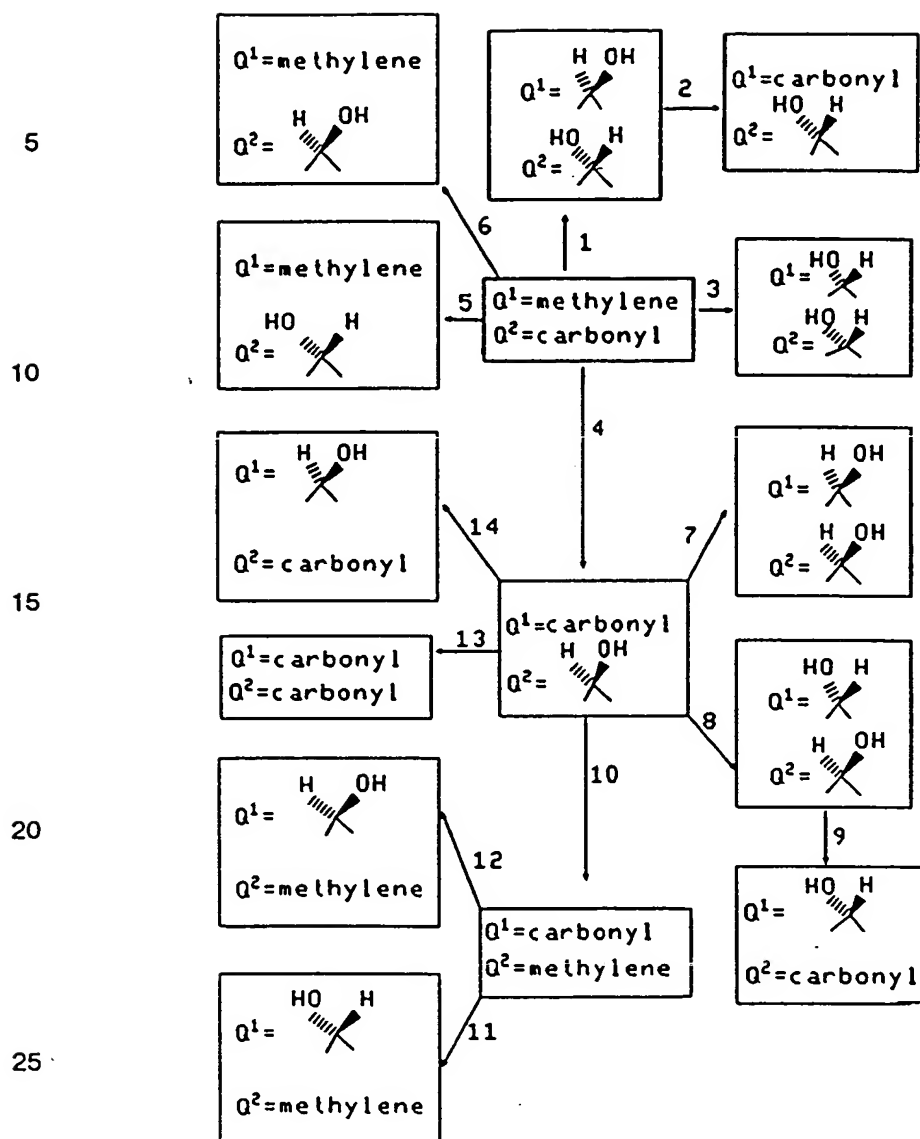 Q¹=methylene
H OH
Q²=
H OH
Q¹=
HO H
Q²=
2
Q¹=carbonyl
HO H
Q²=
5
6
1
Q¹=methylene
HO H
Q²=
5
Q¹=methylene
Q²=carbonyl
3
HO H
Q¹=
HO H
Q²=
10
4
H OH
Q¹=
Q²=carbonyl
14
7
H OH
Q¹=
H OH
Q²=
15
Q¹=carbonyl
H OH
Q²=
13
Q¹=carbonyl
Q²=carbonyl
8
HO H
Q¹=
H OH
Q²=
10
9
H OH
Q¹=
Q²=methylene
20
12
Q¹=carbonyl
Q²=methylene
HO H
Q¹=
Q²=carbonyl
11
HO H
Q¹=
Q²=methylene
25